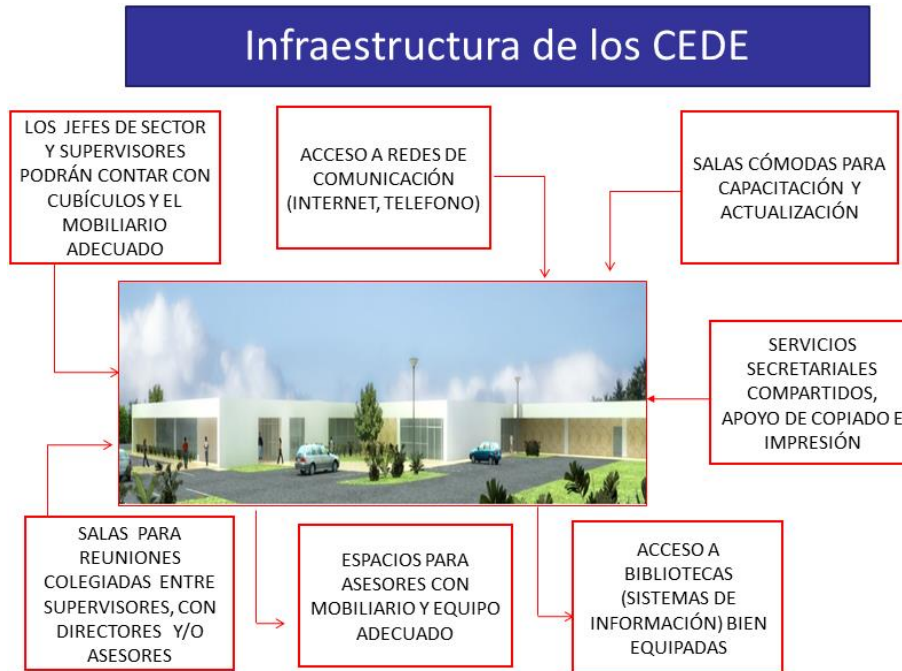 Infraestructura de los CEDE
LOS JEFES DE SECTOR
Y SUPERVISORES
PODRÁN CONTAR CON
CUBÍCULOS Y EL
MOBILIARIO
ADECUADO
ACCESO A REDES DE
COMUNICACIÓN
(INTERNET, TELEFONO)
SALAS CÓMODAS PARA
CAPACITACIÓN Y
ACTUALIZACIÓN
SERVICIOS
SECRETARIALES
COMPARTIDOS,
APOYO DE COPIADO E
IMPRESIÓN
SALAS PARA
REUNIONES
COLEGIADAS ENTRE
SUPERVISORES, CON
DIRECTORES Y/O
ASESORES
ESPACIOS PARA
ASESORES CON
MOBILIARIO Y EQUIPO
ADECUADO
ACCESO A
BIBLIOTECAS
(SISTEMAS DE
INFORMACIÓN) BIEN
EQUIPADAS